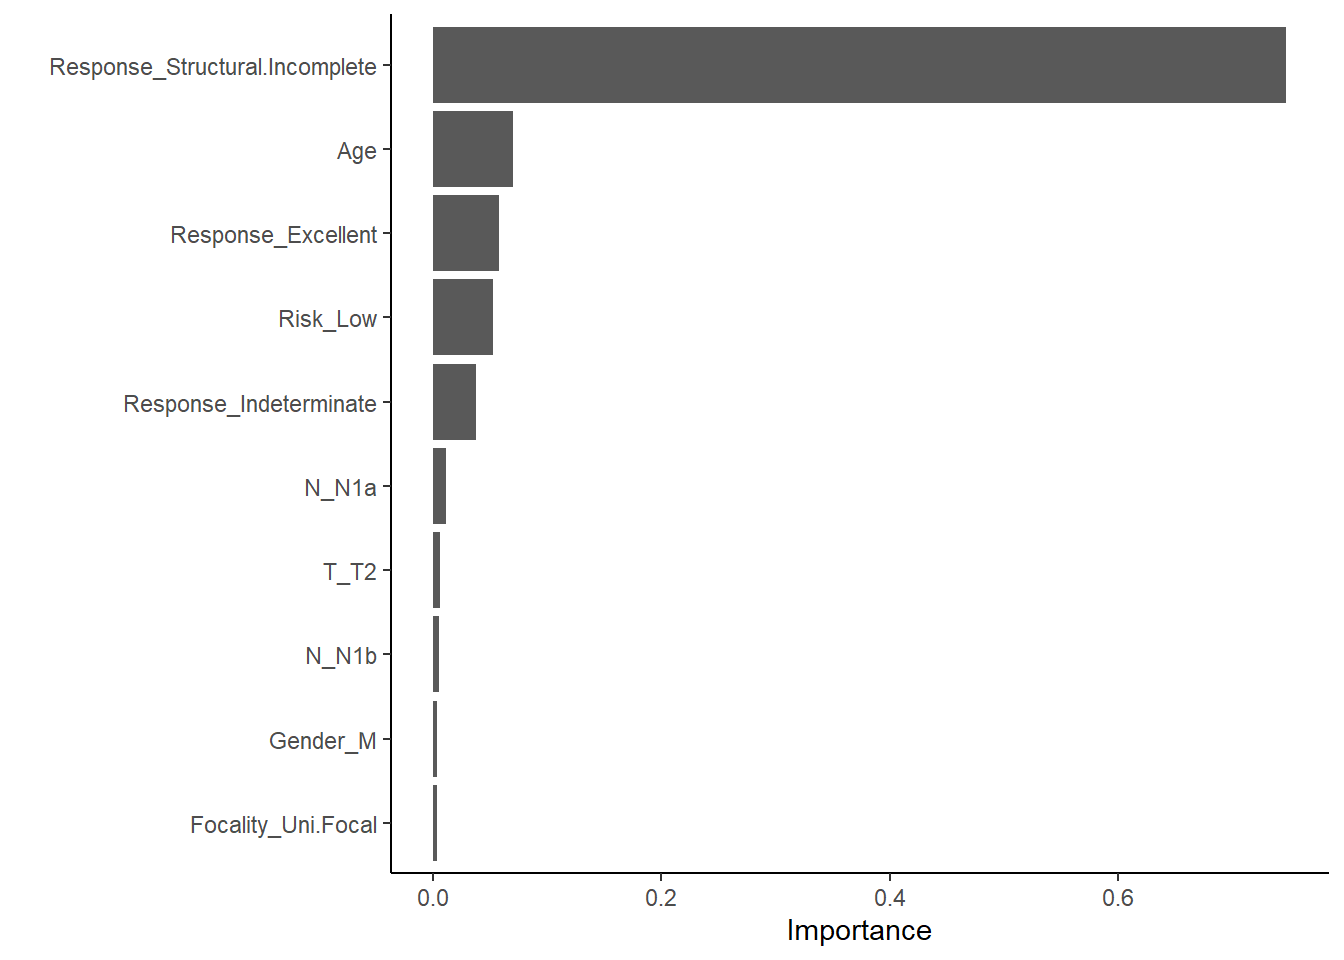 Response_Structural.Incomplete
Age
Response_Excellent
Risk_Low
Response_Indeterminate
N_N1a
T_T2
N_N1b
Gender_M
Focality_Uni.Focal
0.0 0.2 0.4 0.6
Importance